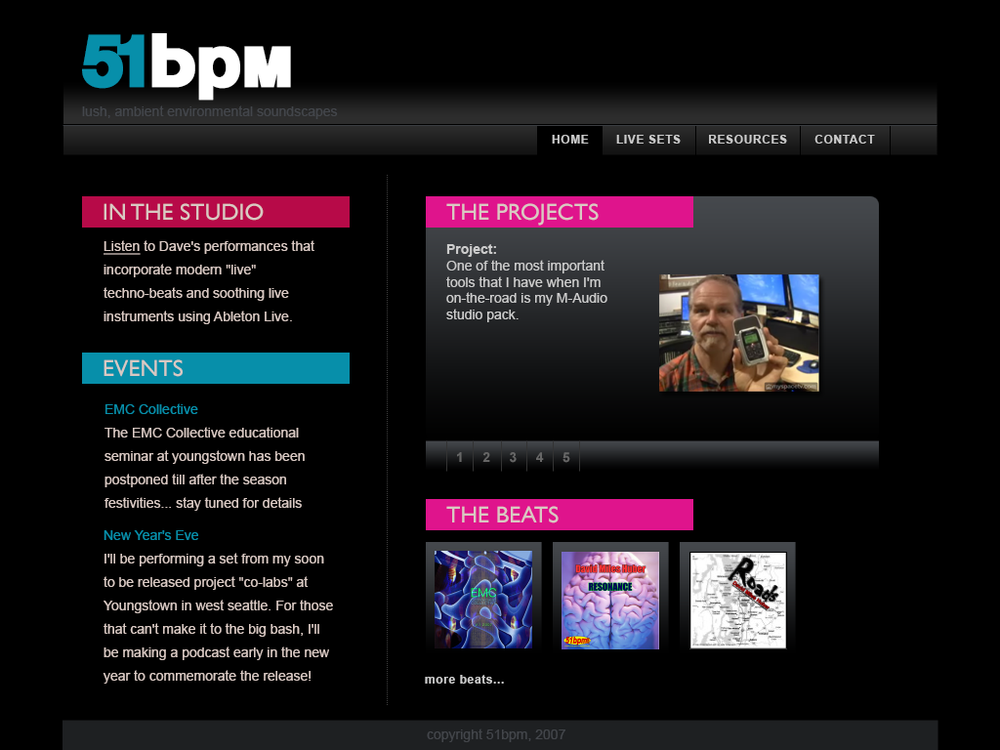 51bpm
lush, ambient environmental soundscapes
HOME LIVE SETS RESOURCES CONTACT
IN THE STUDIO
Listen to Dave's performances that
incorporate modern "live"
techno-beats and soothing live
instruments using Ableton Live.
EVENTS
EMC Collective
The EMC Collective educational
seminar at youngstown has been
postponed till after the season
festivities... stay tuned for details
New Year's Eve
I'll be performing a set from my soon
to be released project "co-labs" at
Youngstown in west seattle. For those
that can't make it to the big bash, I'll
be making a podcast early in the new
year to commemorate the release!
THE PROJECTS
Project:
One of the most important
tools that I have when I'm
on-the-road is my M-Audio
studio pack.
myspacetv.com
1 2 3 4 5
THE BEATS
EMC
David Miles Huber
RESONANCE
51bpm
Roads
David Miles Huber
more beats...
copyright 51bpm, 2007